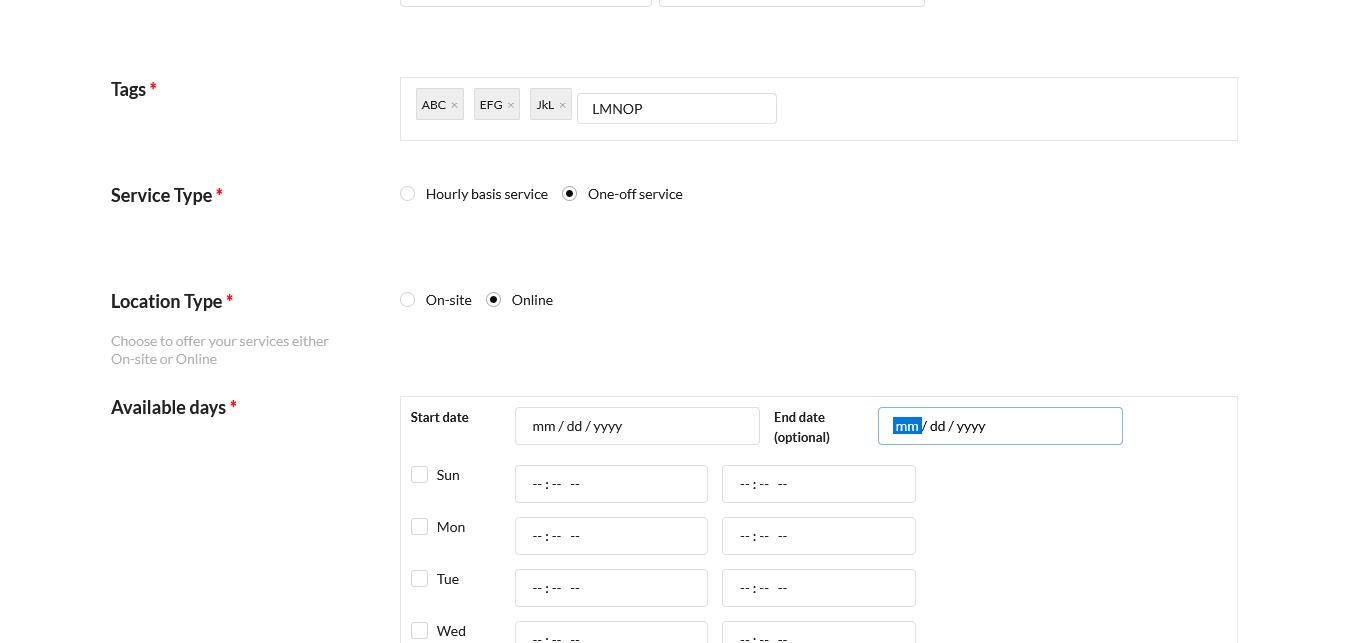 Tags *
ABC × EFG × JkL × LMNOP
Service Type *
Hourly basis service One-off service
Location Type *
On-site Online
Choose to offer your services either
On-site or Online
Available days *
Start date mm / dd / yyyy End date mm / dd / yyyy
(optional)
Sun --:-- -- --:-- --
Mon --:-- -- --:-- --
Tue --:-- -- --:-- --
Wed --:-- -- --:-- --